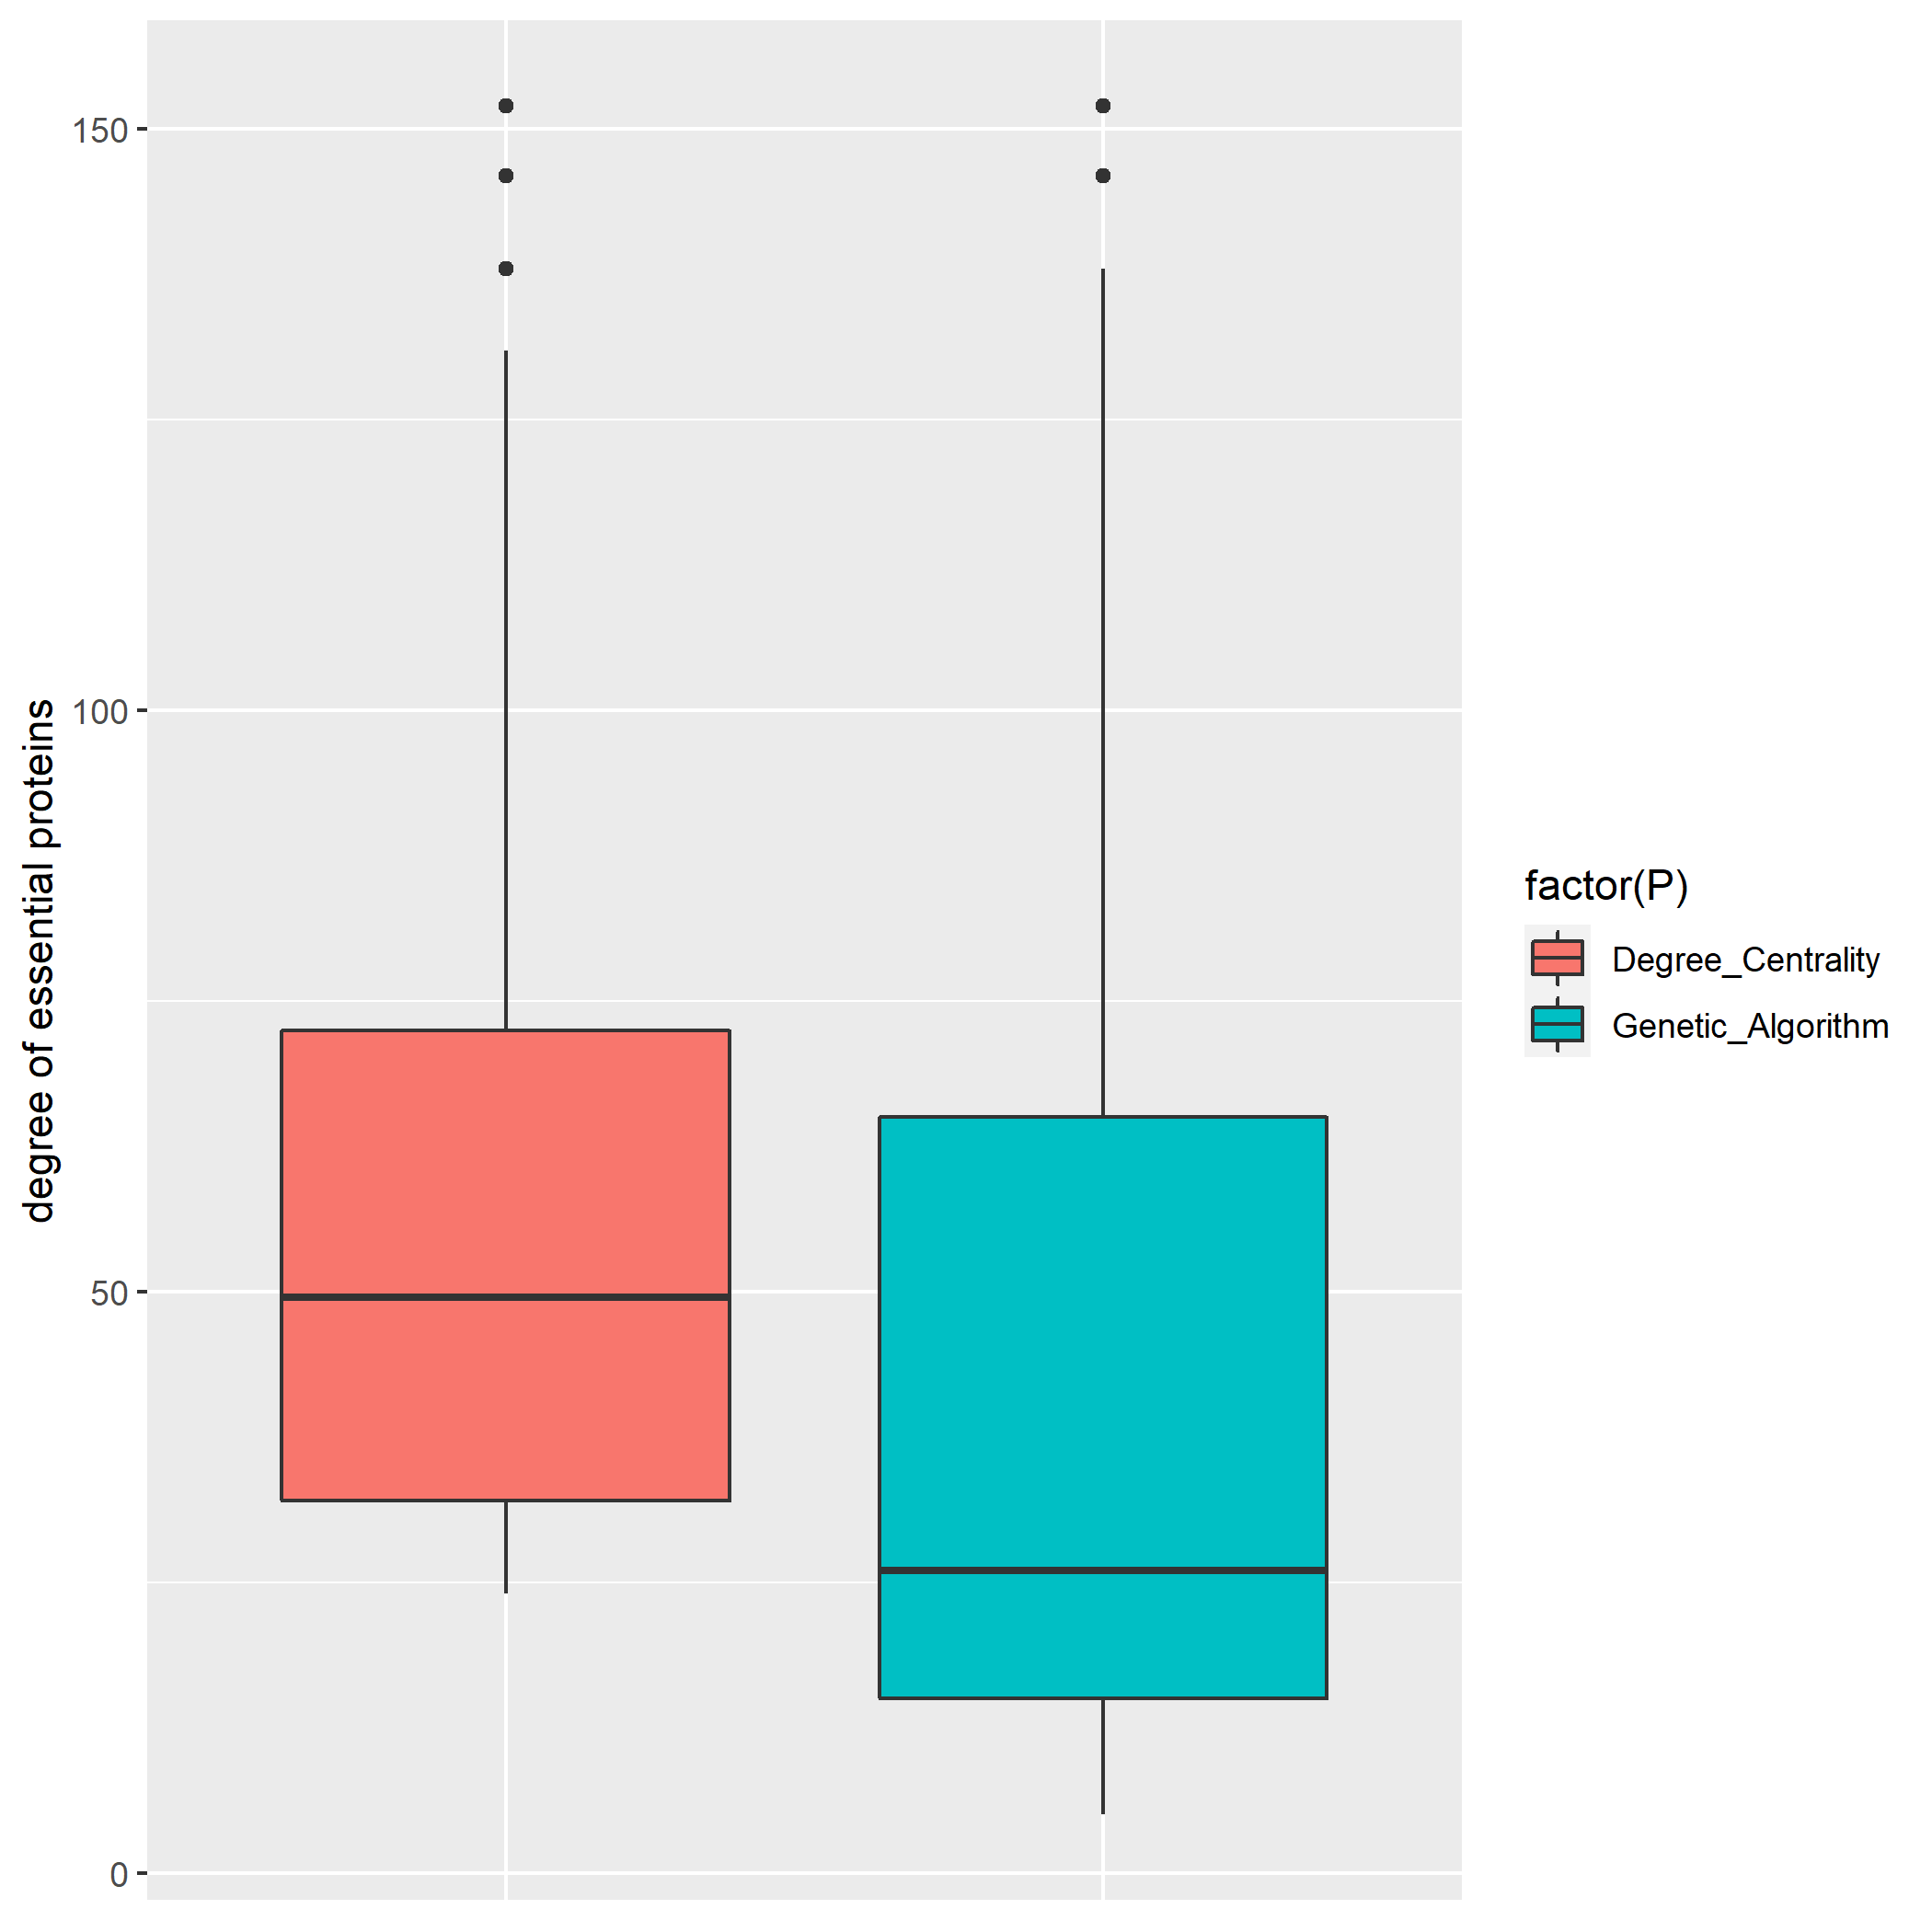 degree of essential proteins
150
100
50
0
factor(P)
Degree_Centrality
Genetic_Algorithm